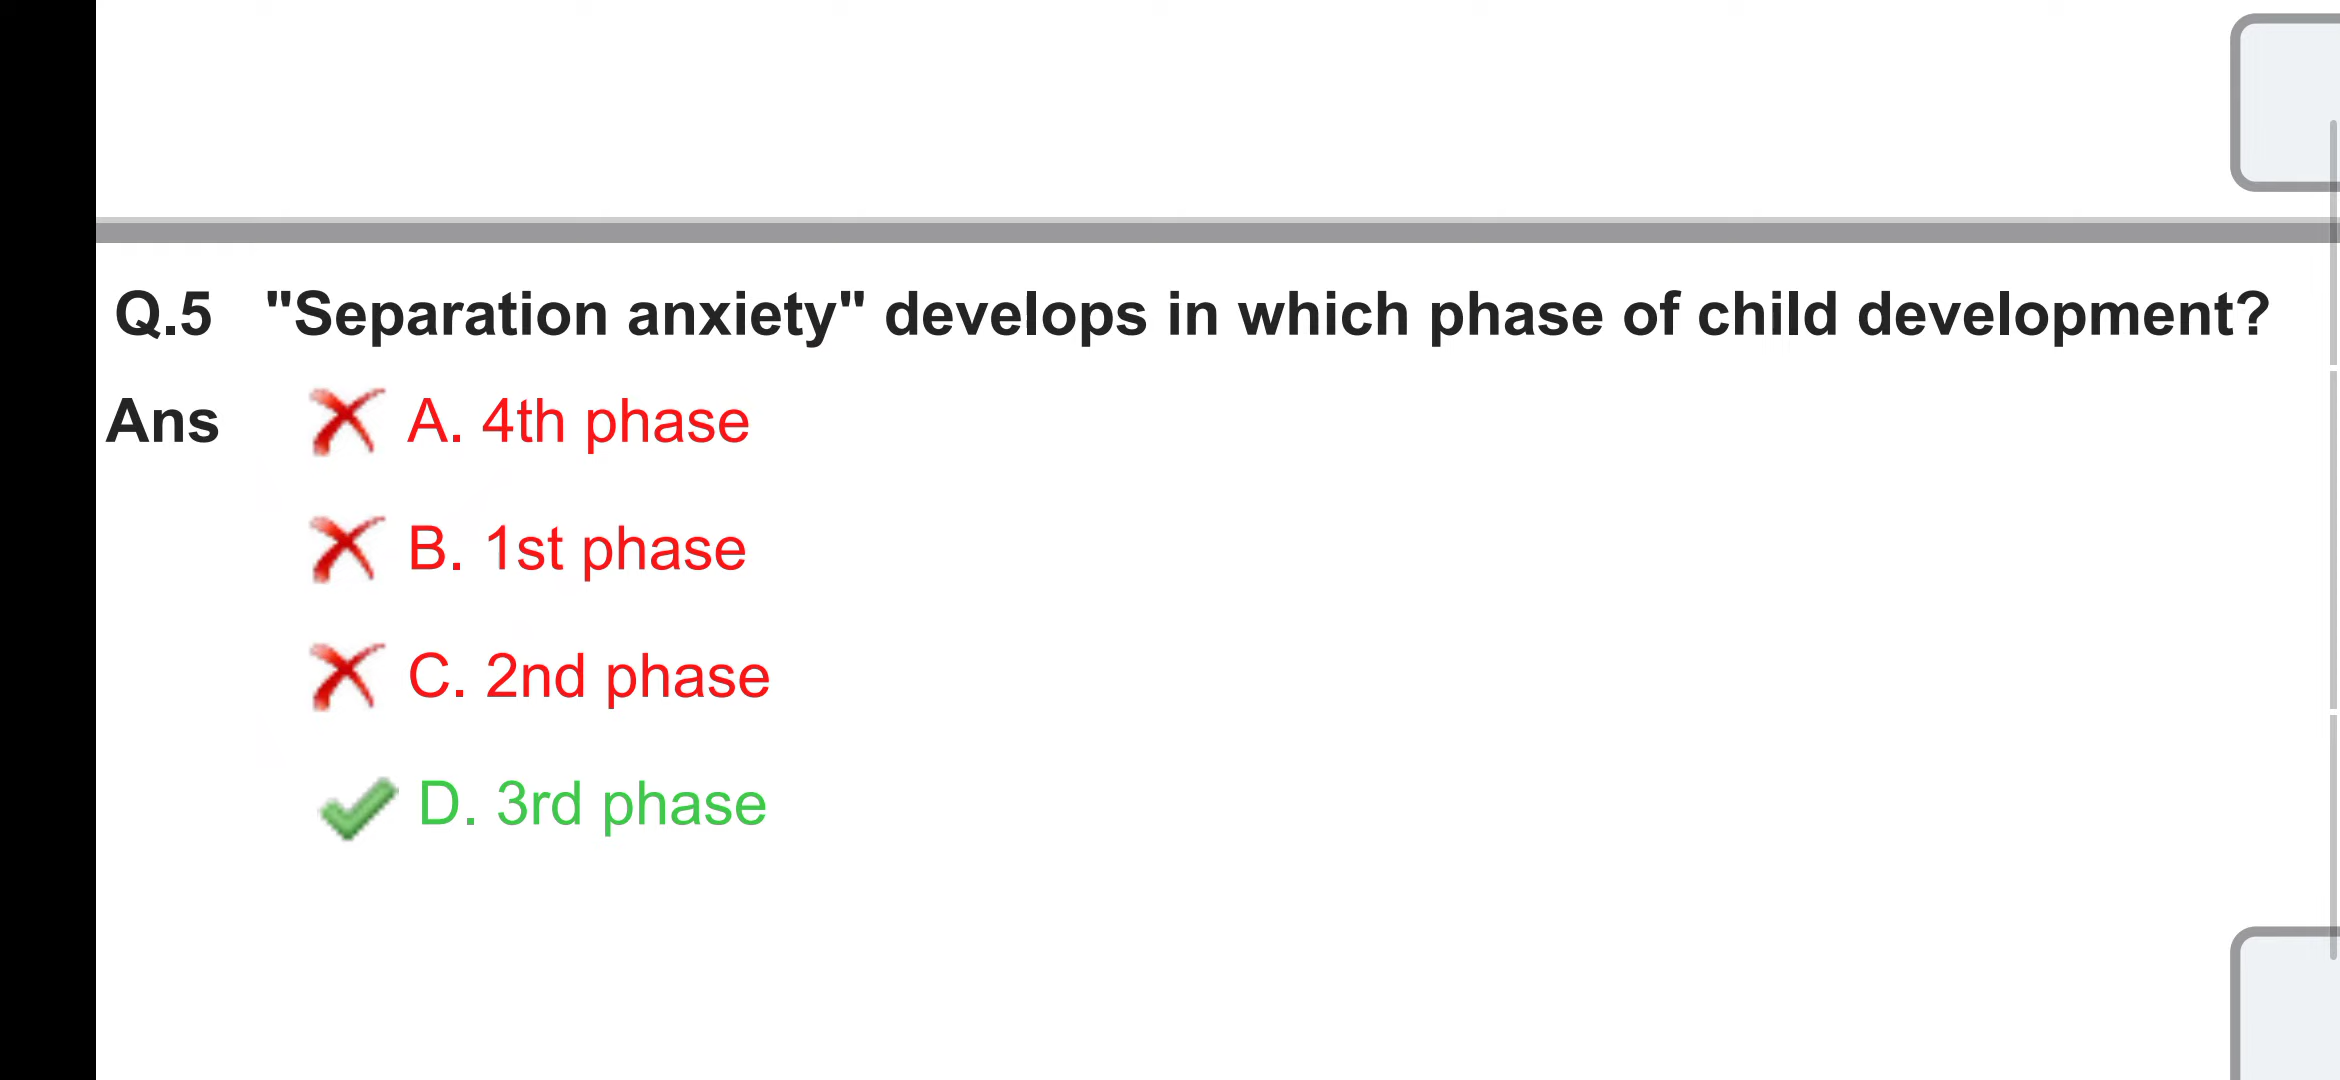 Q.5 "Separation anxiety" develops in which phase of child development?
Ans A. 4th phase
B. 1st phase
C. 2nd phase
D. 3rd phase